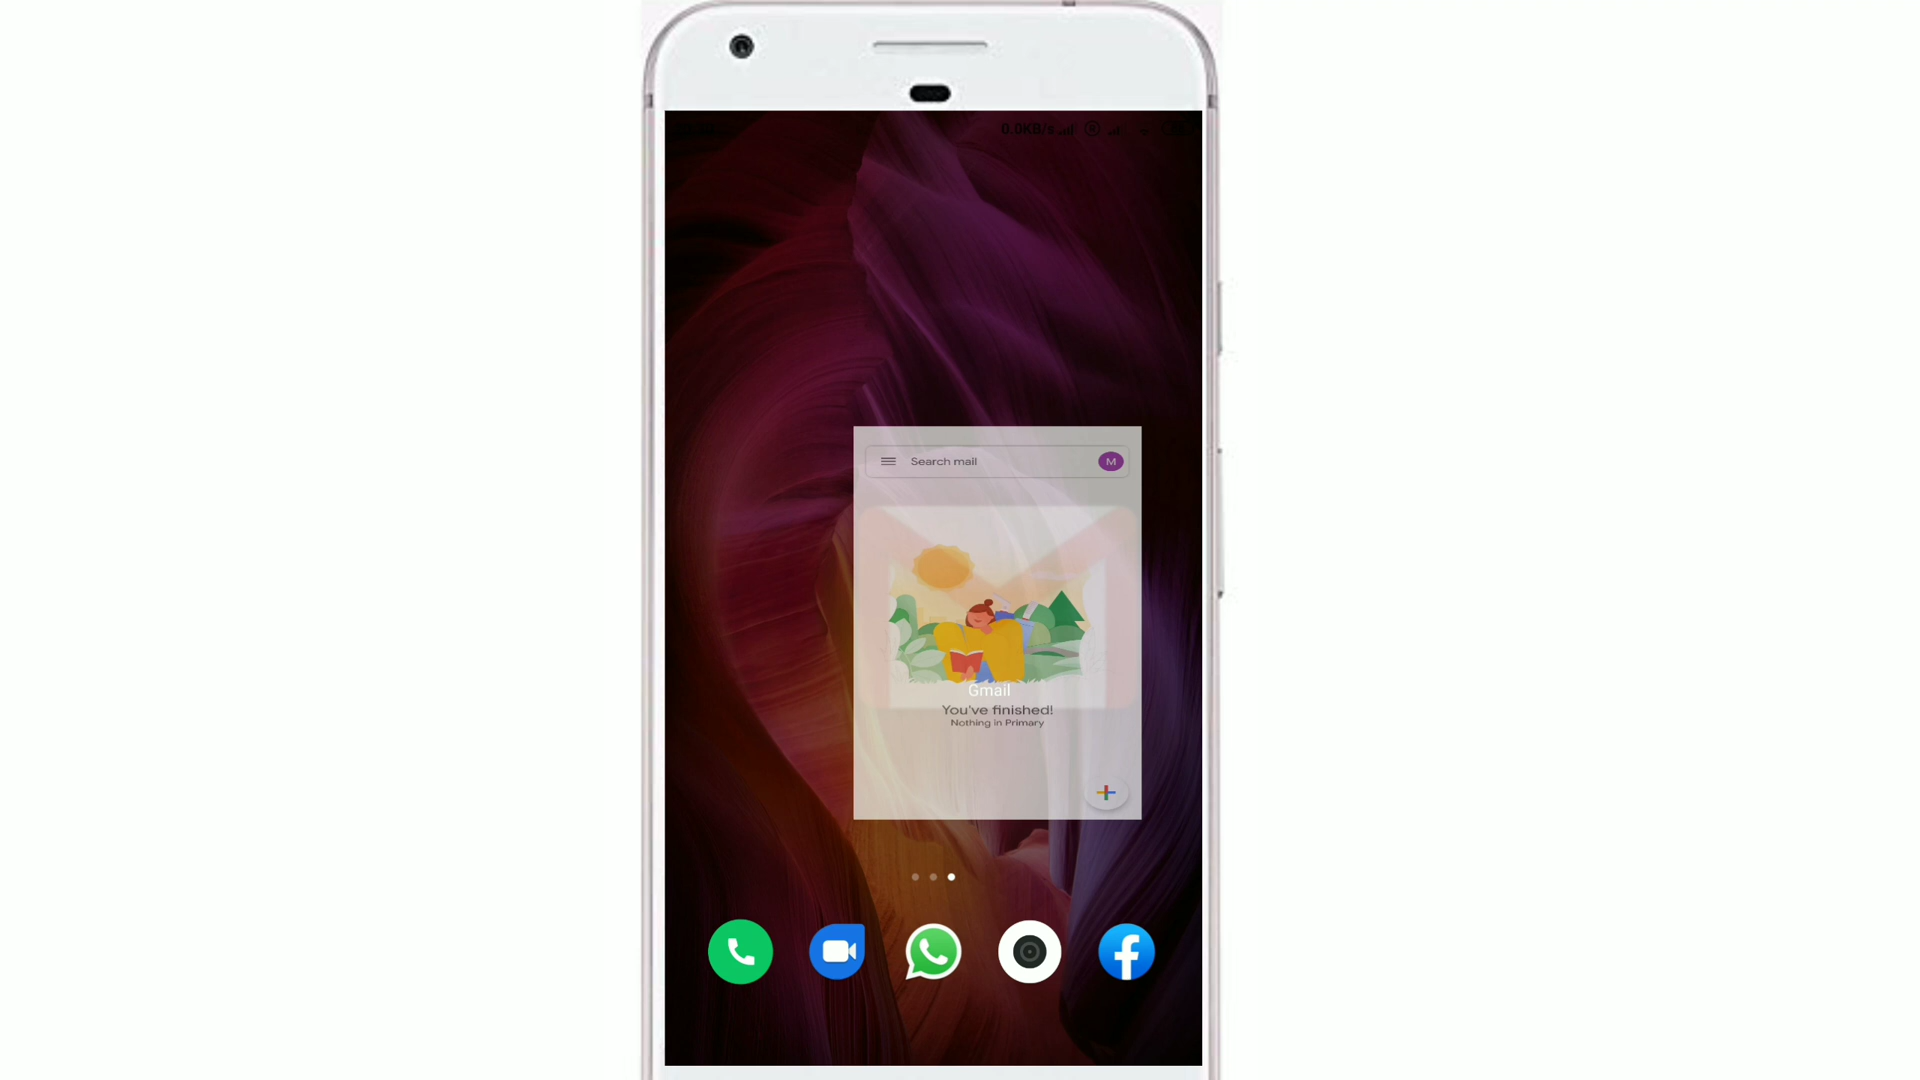 0.0KB/s
Search mail
M
Gmail
You've finished!
Nothing in Primary